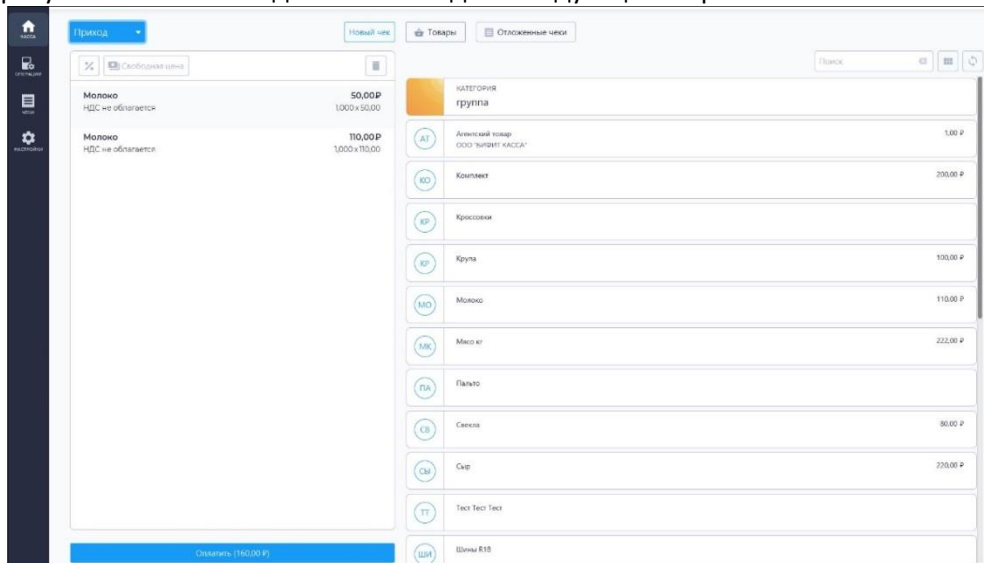 КАССА
Приход
Новый чек
Товары
Отложенные чеки
ОПЕРАЦИИ
ЧЕКИ
НАСТРОЙКИ
Свободная цена
Поиск
Молоко 50,00₽
НДС не облагается 1,000 x 50,00
Молоко 110,00₽
НДС не облагается 1,000 x 110,00
Оплатить (160,00 ₽)
КАТЕГОРИЯ
группа
АТ Агентский товар 1,00 ₽
ООО "БИФИТ КАССА"
КО Комплект 200,00 ₽
КР Кроссовки
КР Крупа 100,00 ₽
МО Молоко 110,00 ₽
МК Мясо кг 222,00 ₽
ПА Пальто
СВ Свекла 80,00 ₽
СЫ Сыр 220,00 ₽
ТТ Тест Тест Тест
ШИ Шины R18